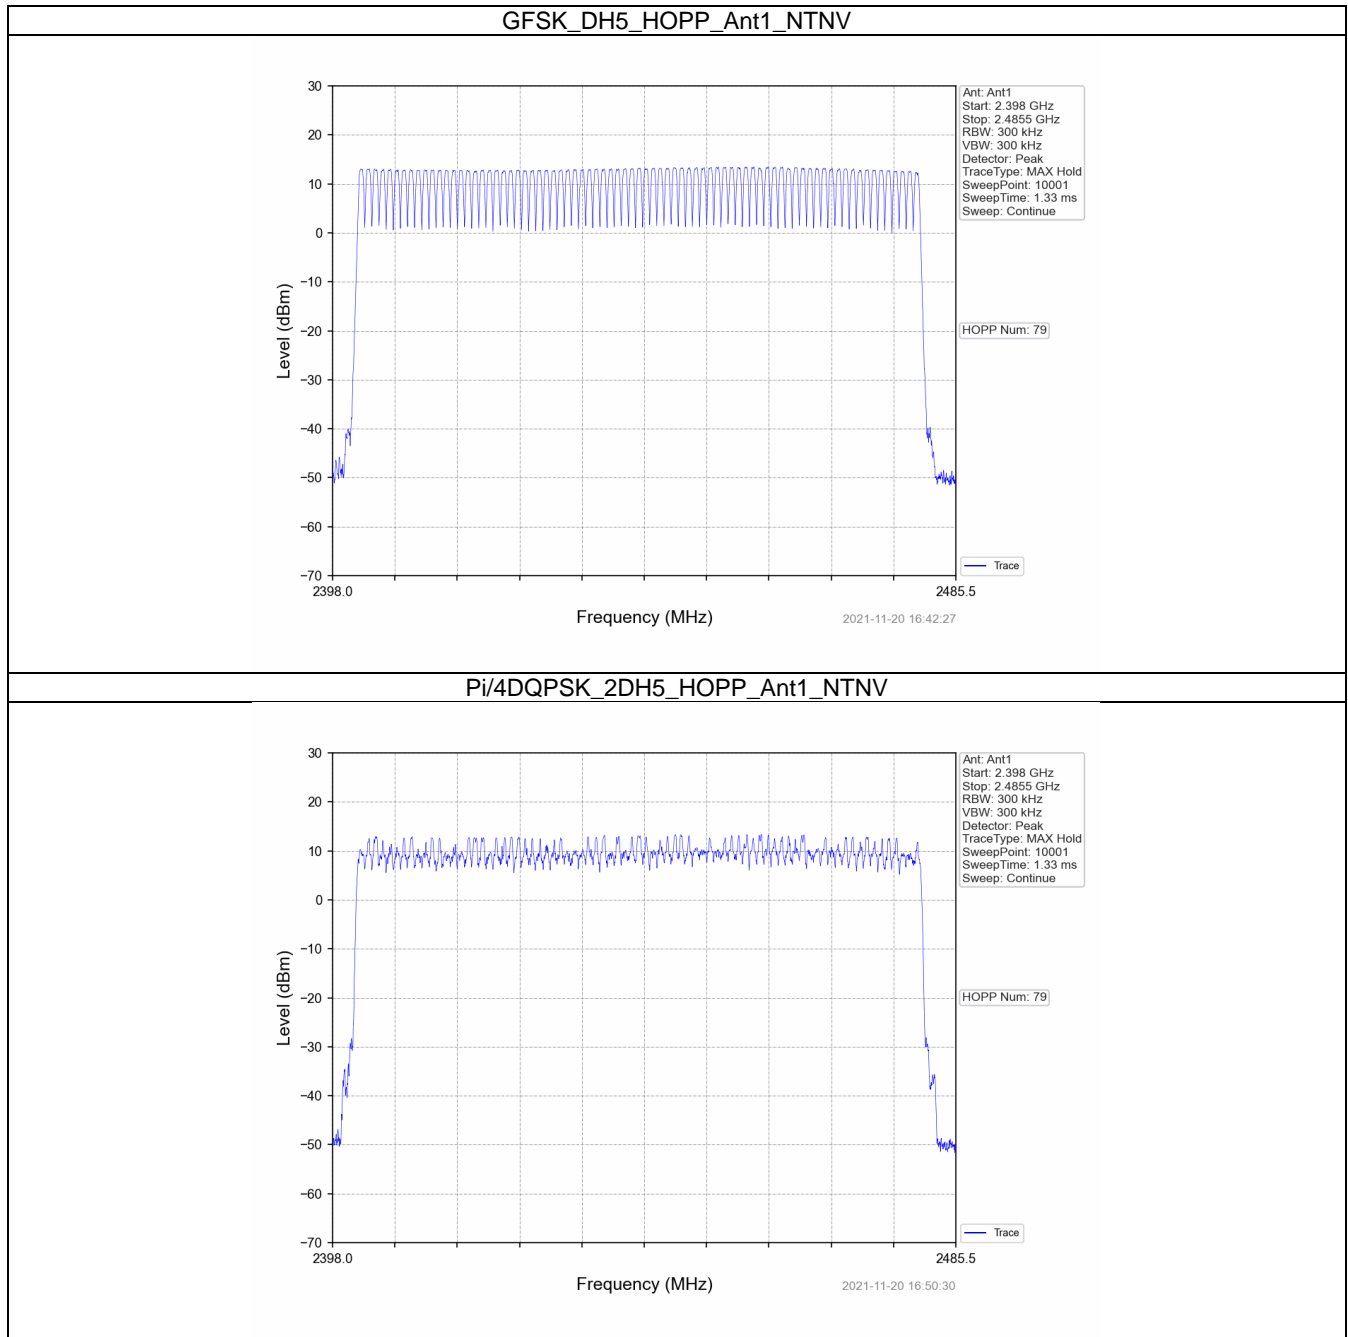 GFSK_DH5_HOPP_Ant1_NTNV
30
20
10
0
−10
−20
−30
−40
−50
−60
−70
Level (dBm)
2398.0
2485.5
Frequency (MHz)
2021-11-20 16:42:27
Ant: Ant1
Start: 2.398 GHz
Stop: 2.4855 GHz
RBW: 300 kHz
VBW: 300 kHz
Detector: Peak
TraceType: MAX Hold
SweepPoint: 10001
SweepTime: 1.33 ms
Sweep: Continue
HOPP Num: 79
Trace
Pi/4DQPSK_2DH5_HOPP_Ant1_NTNV
30
20
10
0
−10
−20
−30
−40
−50
−60
−70
Level (dBm)
2398.0
2485.5
Frequency (MHz)
2021-11-20 16:50:30
Ant: Ant1
Start: 2.398 GHz
Stop: 2.4855 GHz
RBW: 300 kHz
VBW: 300 kHz
Detector: Peak
TraceType: MAX Hold
SweepPoint: 10001
SweepTime: 1.33 ms
Sweep: Continue
HOPP Num: 79
Trace